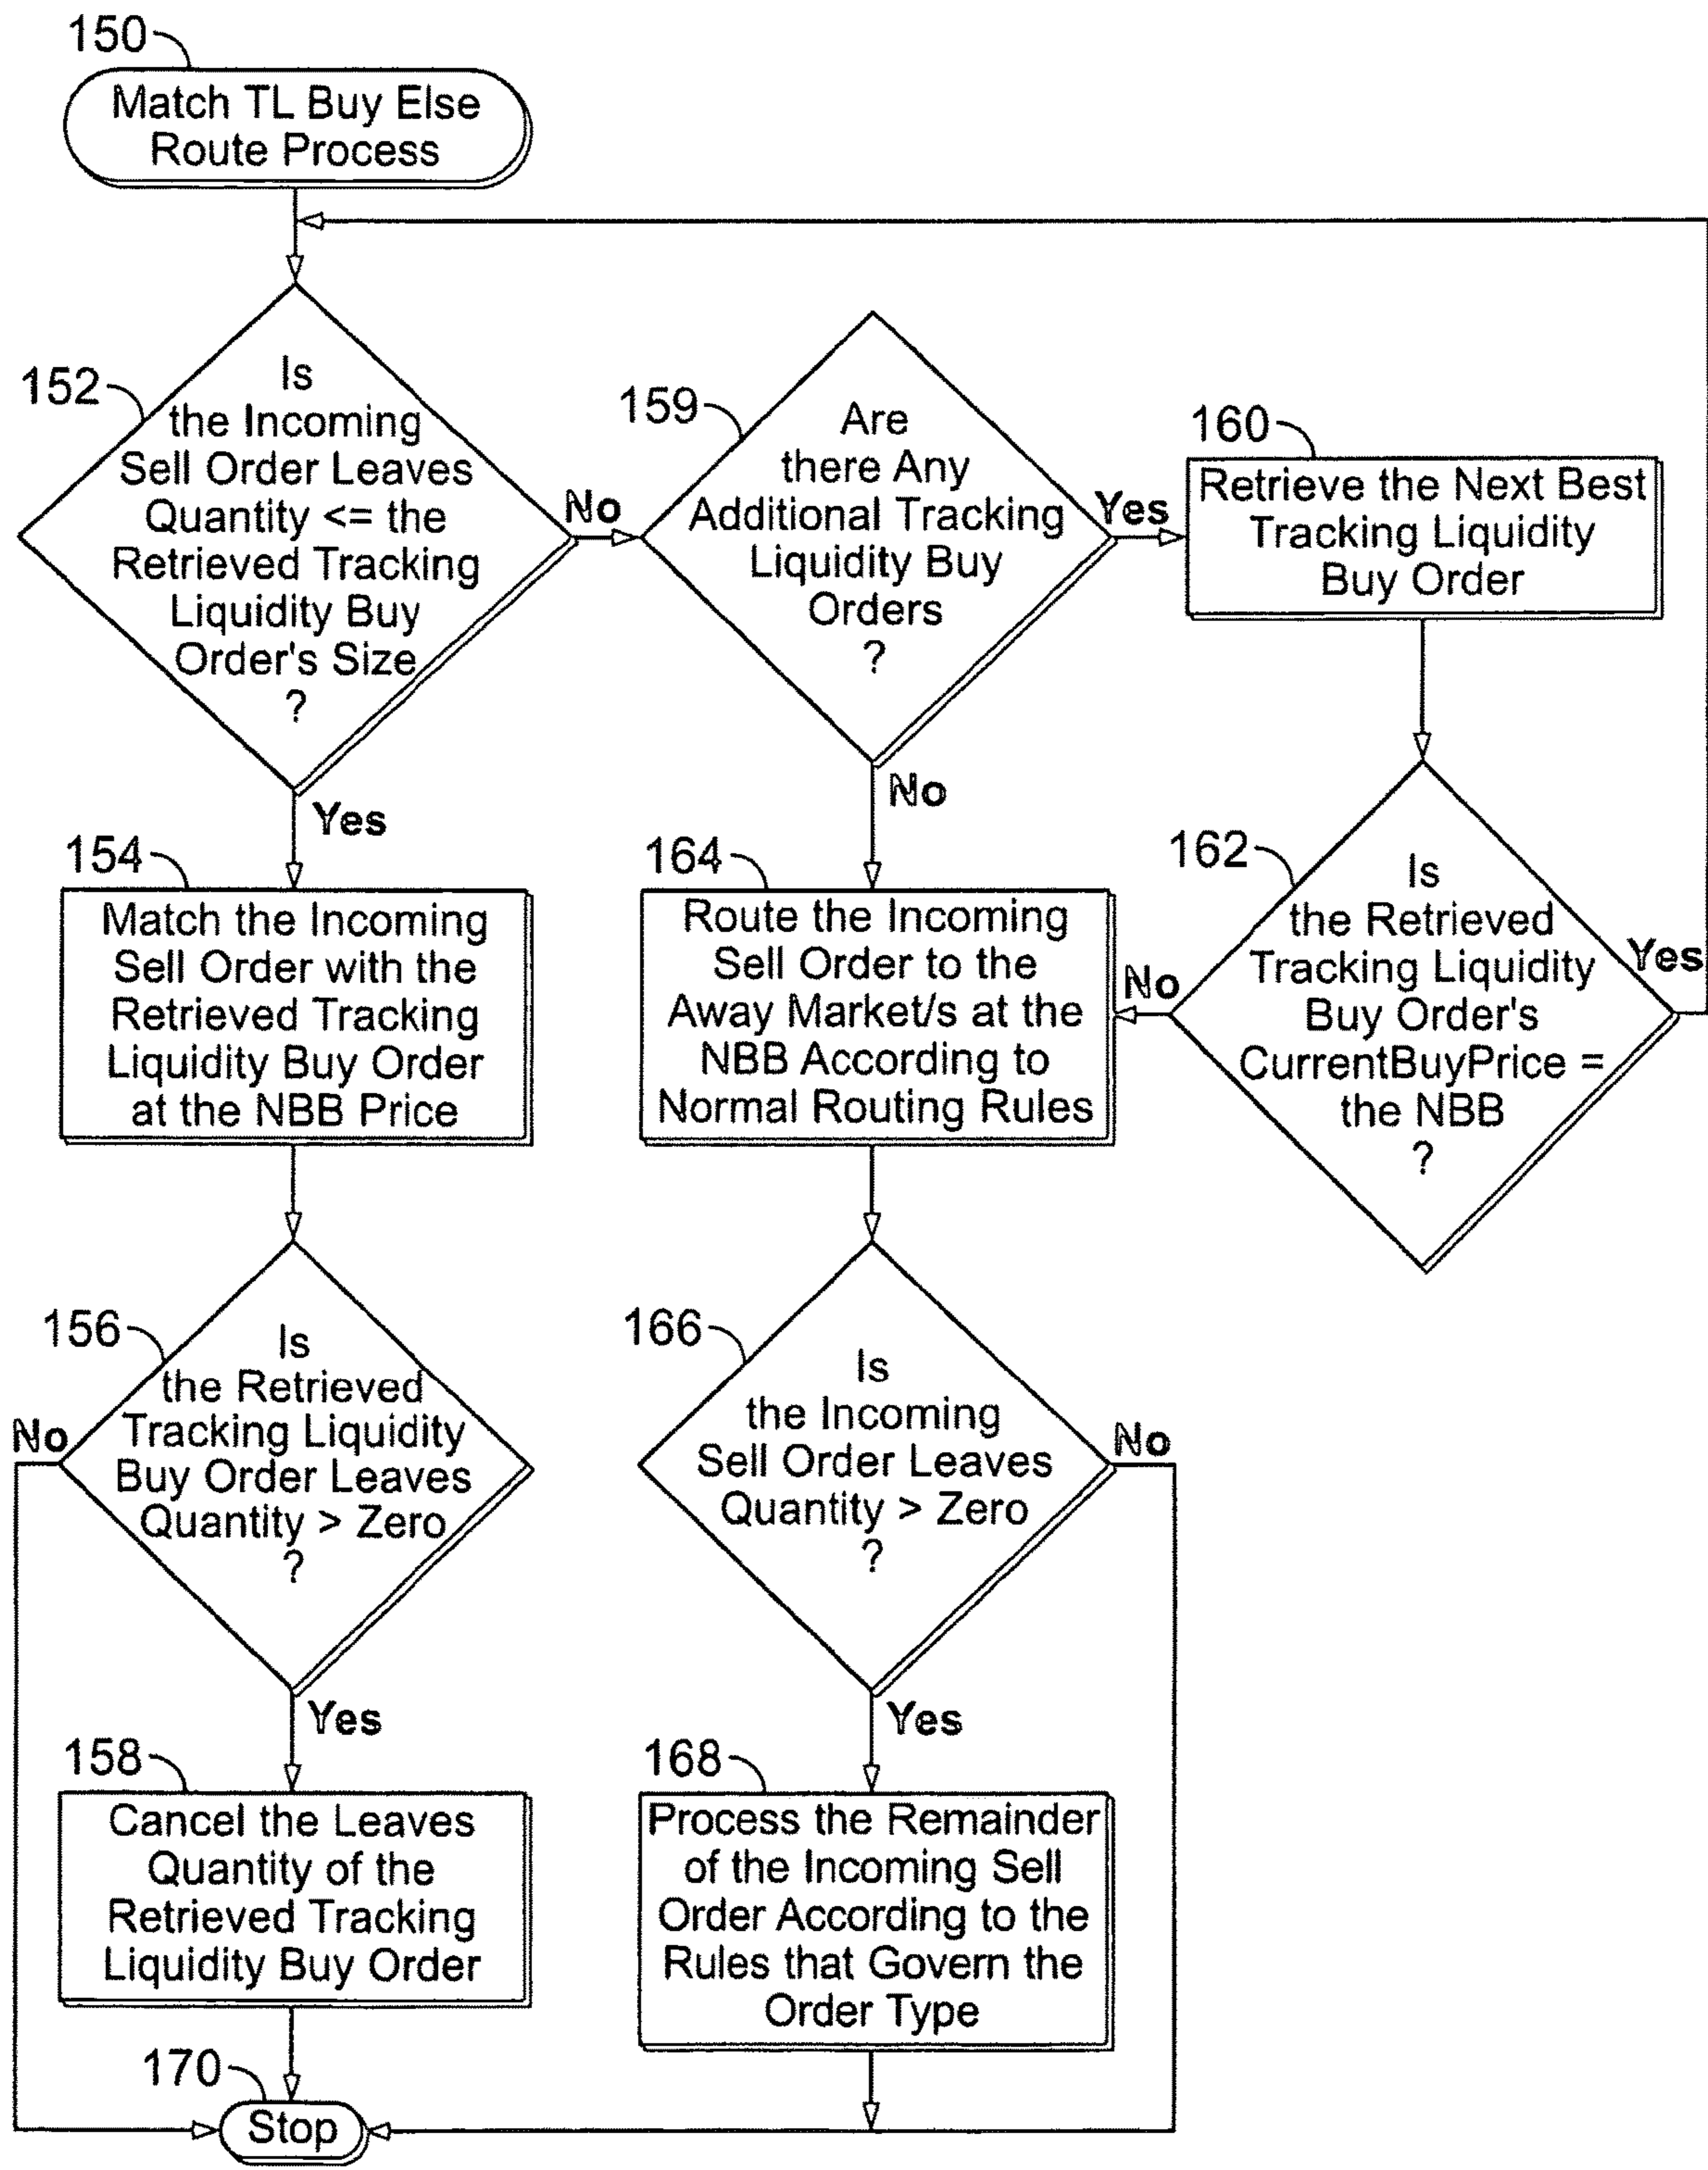 150
Match TL Buy Else
Route Process
152
Is
the Incoming
Sell Order Leaves
Quantity <= the
Retrieved Tracking
Liquidity Buy
Order's Size
?
No
Yes
159
Are
there Any
Additional Tracking
Liquidity Buy
Orders
?
Yes
No
160
Retrieve the Next Best
Tracking Liquidity
Buy Order
162
Is
the Retrieved
Tracking Liquidity
Buy Order's
CurrentBuyPrice =
the NBB
?
Yes
No
154
Match the Incoming
Sell Order with the
Retrieved Tracking
Liquidity Buy Order
at the NBB Price
164
Route the Incoming
Sell Order to the
Away Market/s at the
NBB According to
Normal Routing Rules
156
Is
the Retrieved
Tracking Liquidity
Buy Order Leaves
Quantity > Zero
?
No
Yes
166
Is
the Incoming
Sell Order Leaves
Quantity > Zero
?
No
Yes
158
Cancel the Leaves
Quantity of the
Retrieved Tracking
Liquidity Buy Order
168
Process the Remainder
of the Incoming Sell
Order According to the
Rules that Govern the
Order Type
170
Stop